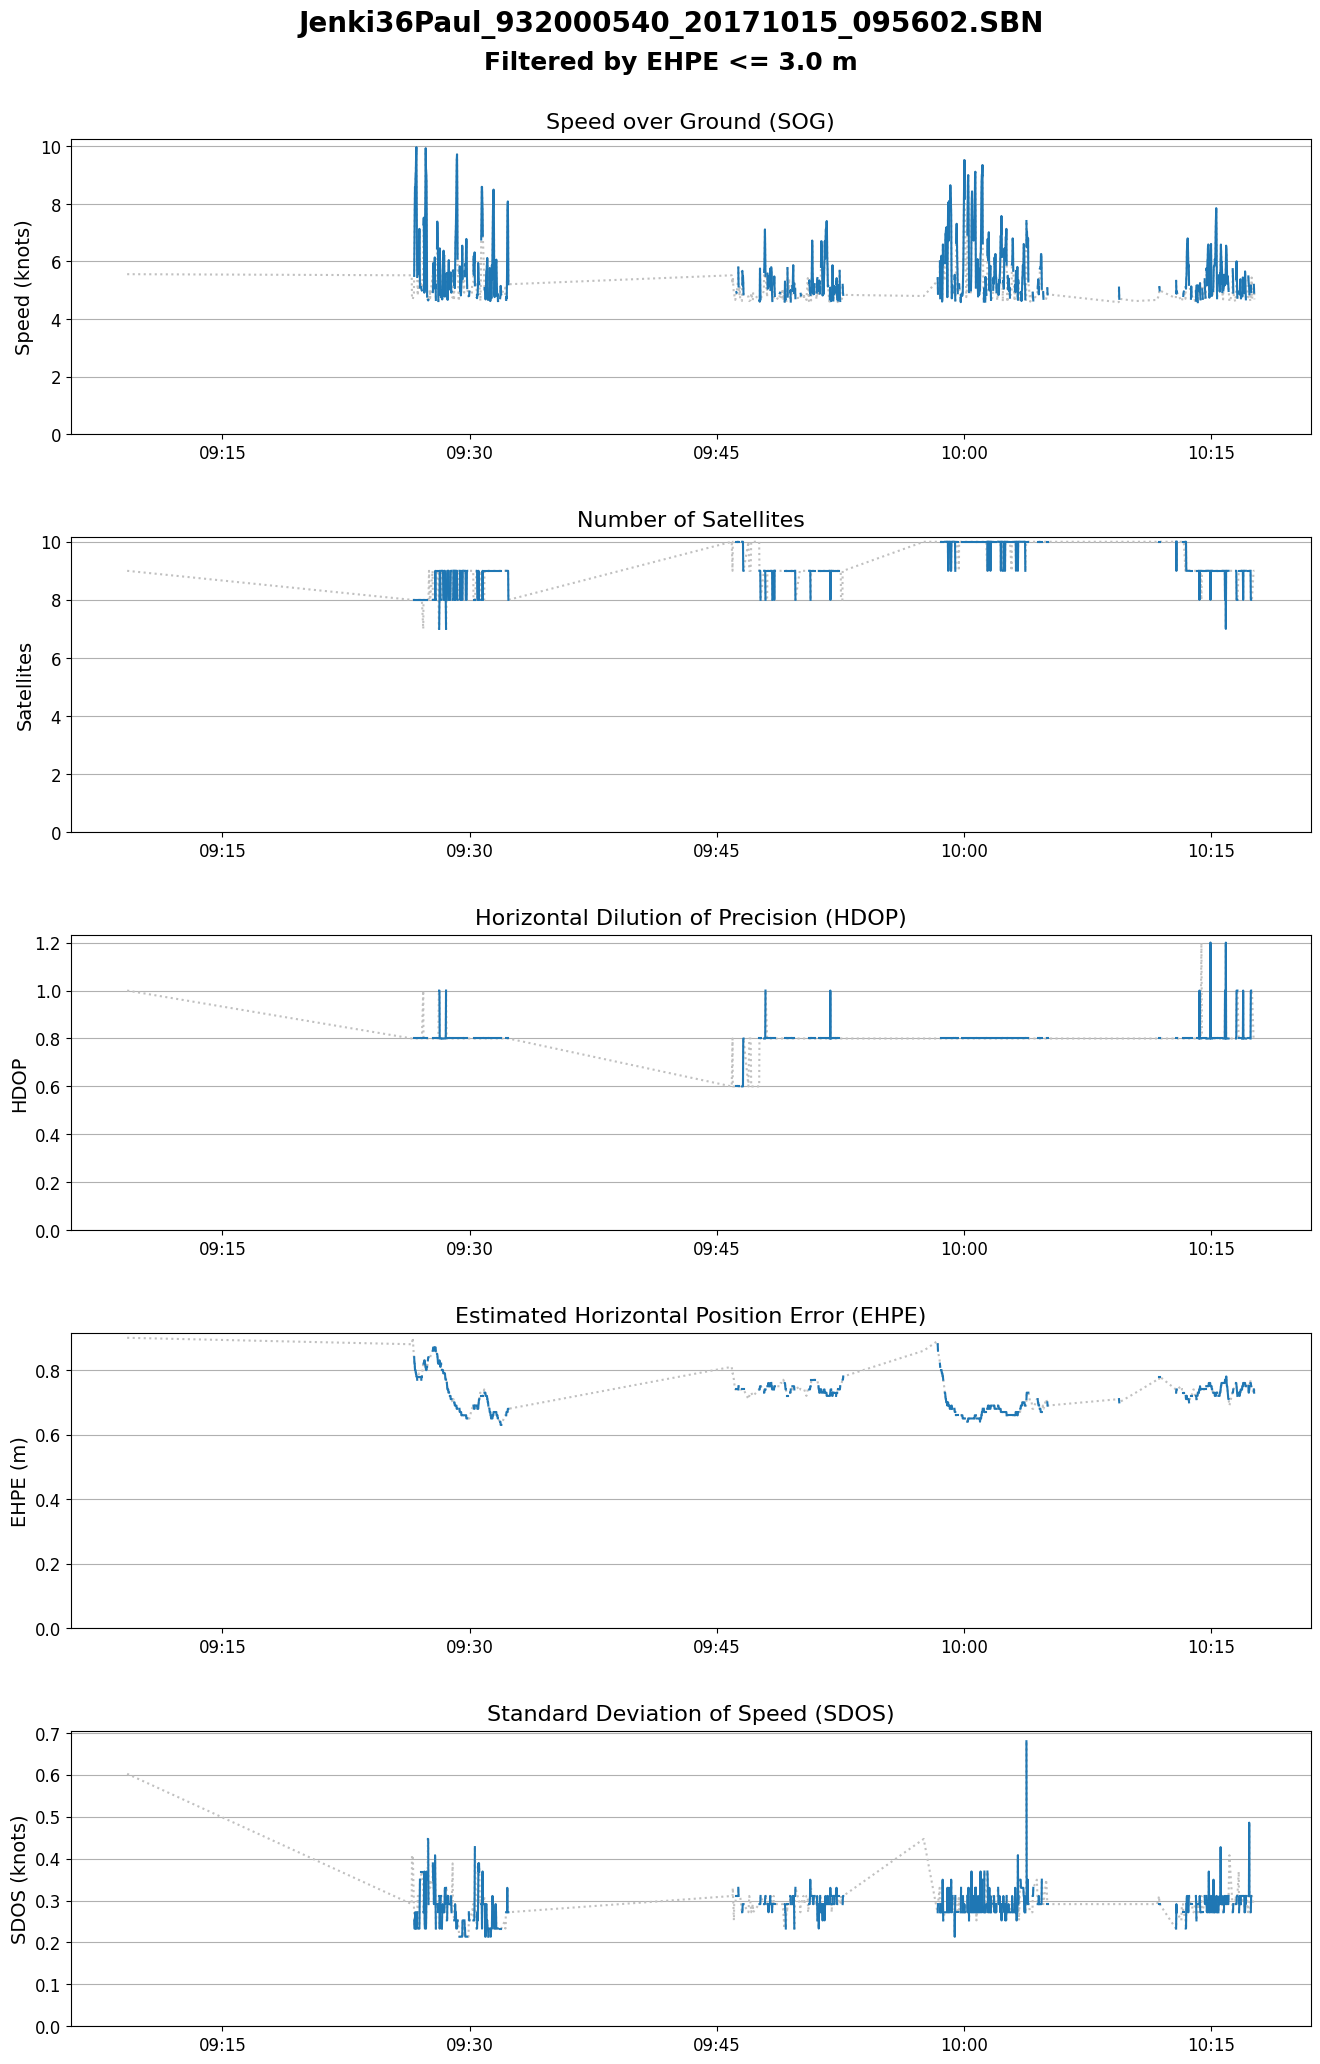 Jenki36Paul_932000540_20171015_095602.SBN
Filtered by EHPE <= 3.0 m
Speed over Ground (SOG)
10
8
6
4
2
0
Speed (knots)
09:15 09:30 09:45 10:00 10:15
Number of Satellites
10
8
6
4
2
0
Satellites
09:15 09:30 09:45 10:00 10:15
Horizontal Dilution of Precision (HDOP)
1.2
1.0
0.8
0.6
0.4
0.2
0.0
HDOP
09:15 09:30 09:45 10:00 10:15
Estimated Horizontal Position Error (EHPE)
0.8
0.6
0.4
0.2
0.0
EHPE (m)
09:15 09:30 09:45 10:00 10:15
Standard Deviation of Speed (SDOS)
0.7
0.6
0.5
0.4
0.3
0.2
0.1
0.0
SDOS (knots)
09:15 09:30 09:45 10:00 10:15